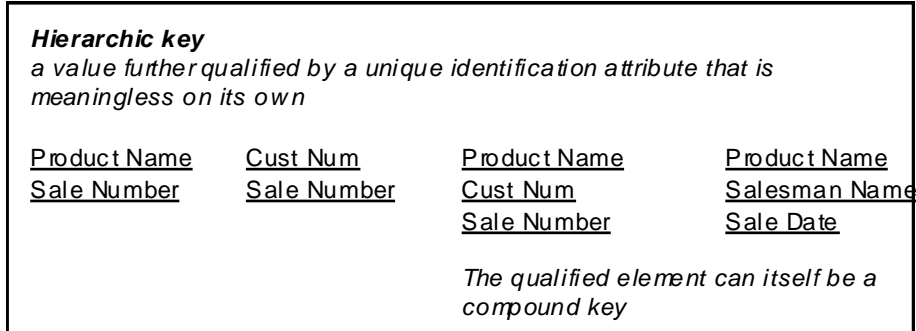 Hierarchic key
a value further qualified by a unique identification attribute that is
meaningless on its own
Product Name Cust Num Product Name Product Name
Sale Number Sale Number Cust Num Salesman Name
Sale Number Sale Date
The qualified element can itself be a
compound key